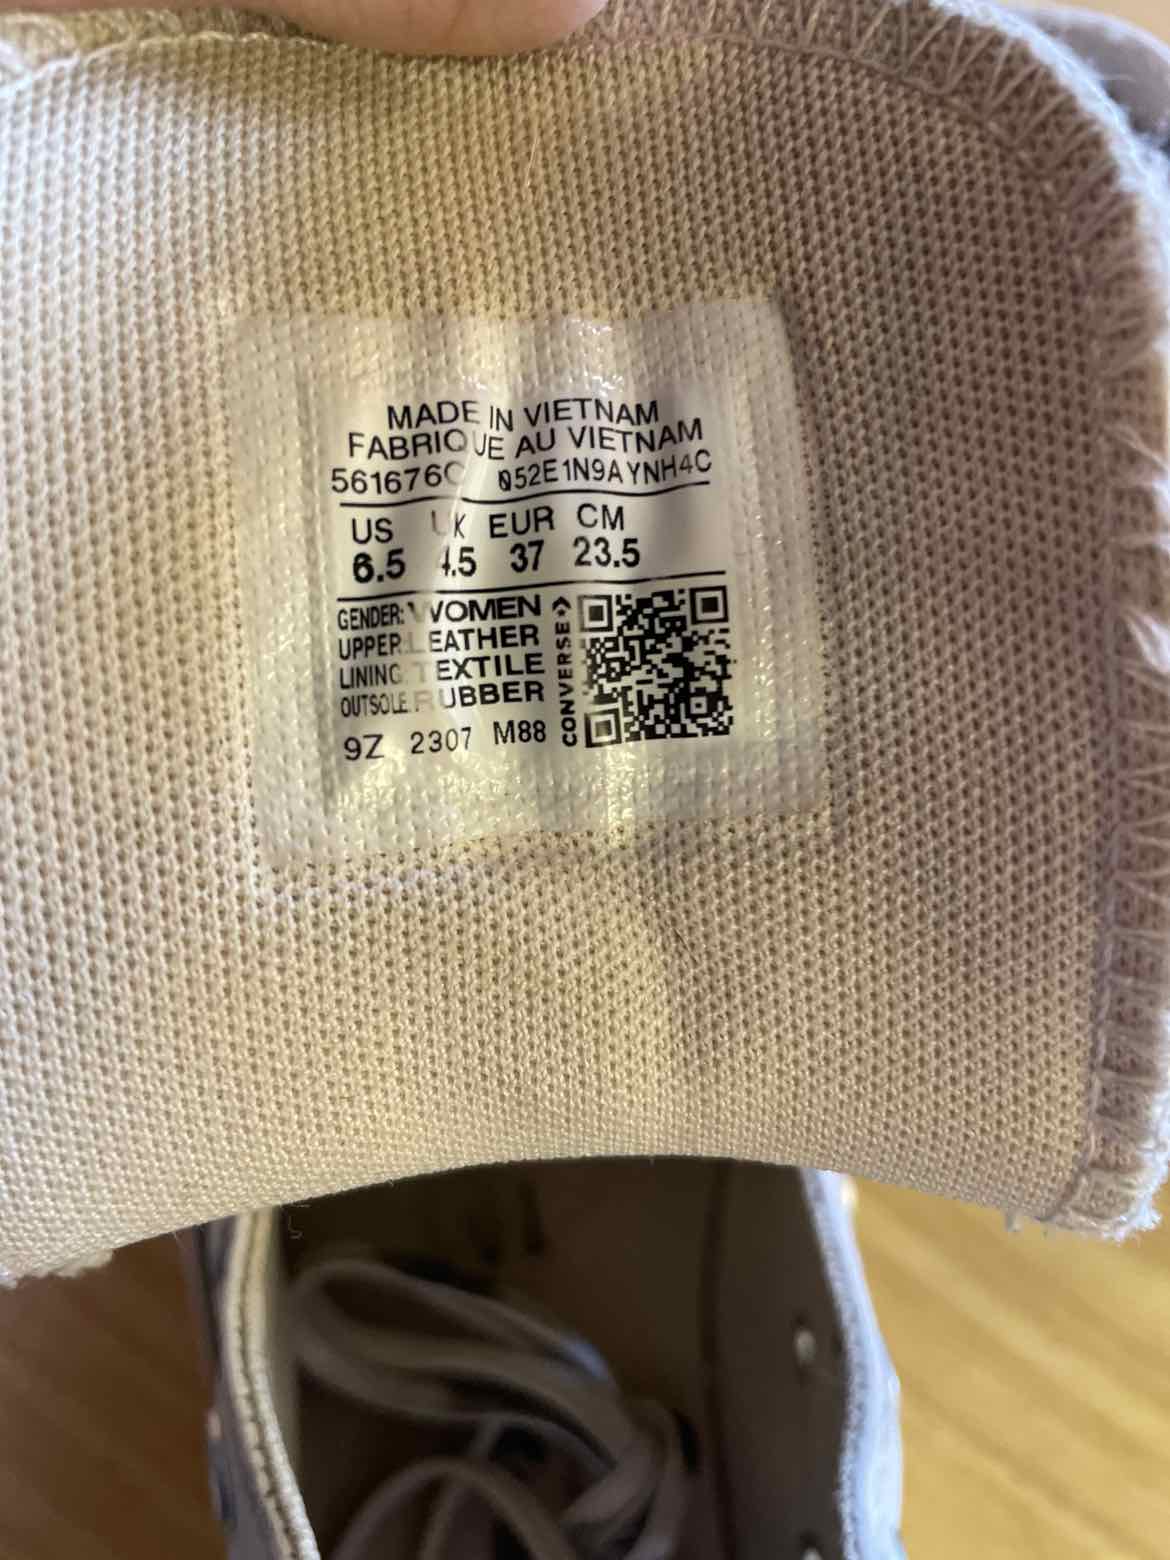 MADE IN VIETNAM
FABRIQUE AU VIETNAM
561676C 052E1N9AYNH4C
US UK EUR CM
6.5 4.5 37 23.5
GENDER: WOMEN
UPPER: LEATHER
LINING: TEXTILE
OUTSOLE: RUBBER
9Z 2307 M88
CONVERSE